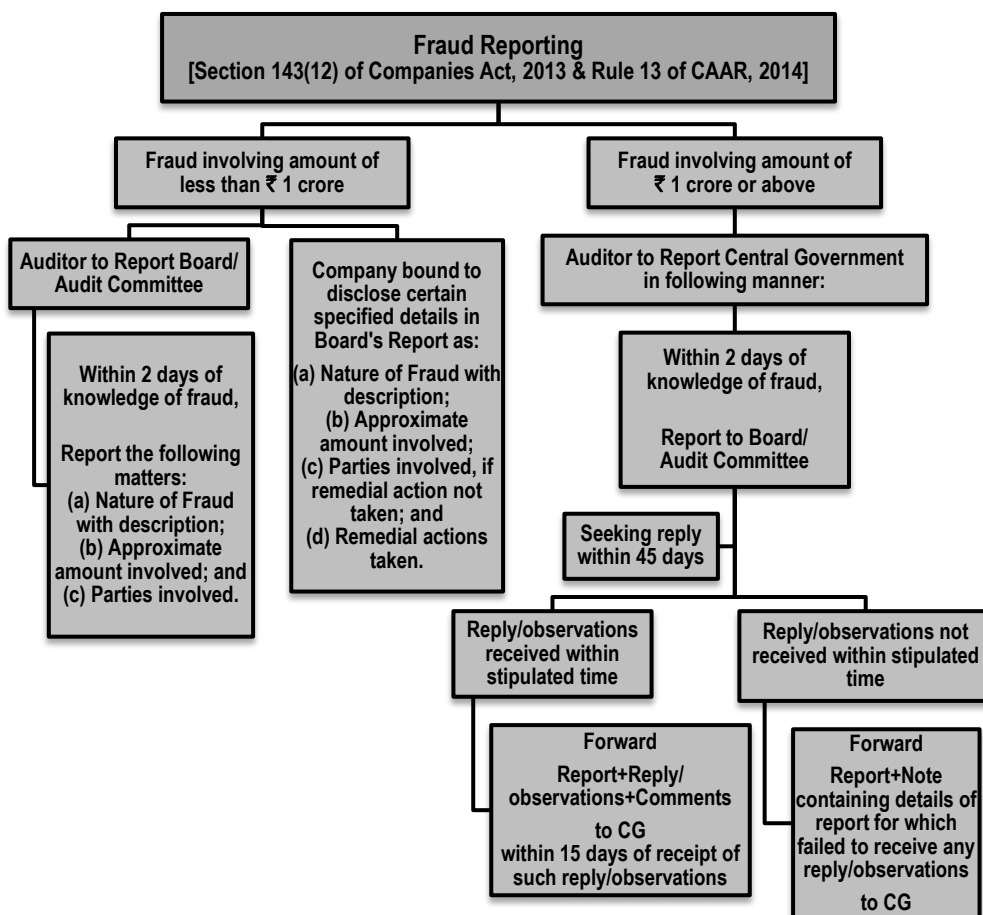 Fraud Reporting
[Section 143(12) of Companies Act, 2013 & Rule 13 of CAAR, 2014]
Fraud involving amount of
less than ₹ 1 crore
Auditor to Report Board/
Audit Committee
Within 2 days of
knowledge of fraud,
Report the following
matters:
(a) Nature of Fraud
with description;
(b) Approximate
amount involved; and
(c) Parties involved.
Company bound to
disclose certain
specified details in
Board's Report as:
(a) Nature of Fraud with
description;
(b) Approximate
amount involved;
(c) Parties involved, if
remedial action not
taken; and
(d) Remedial actions
taken.
Fraud involving amount of
₹ 1 crore or above
Auditor to Report Central Government
in following manner:
Within 2 days of
knowledge of fraud,
Report to Board/
Audit Committee
Seeking reply
within 45 days
Reply/observations
received within
stipulated time
Forward
Report+Reply/
observations+Comments
to CG
within 15 days of receipt of
such reply/observations
Reply/observations not
received within stipulated
time
Forward
Report+Note
containing details of
report for which
failed to receive any
reply/observations
to CG